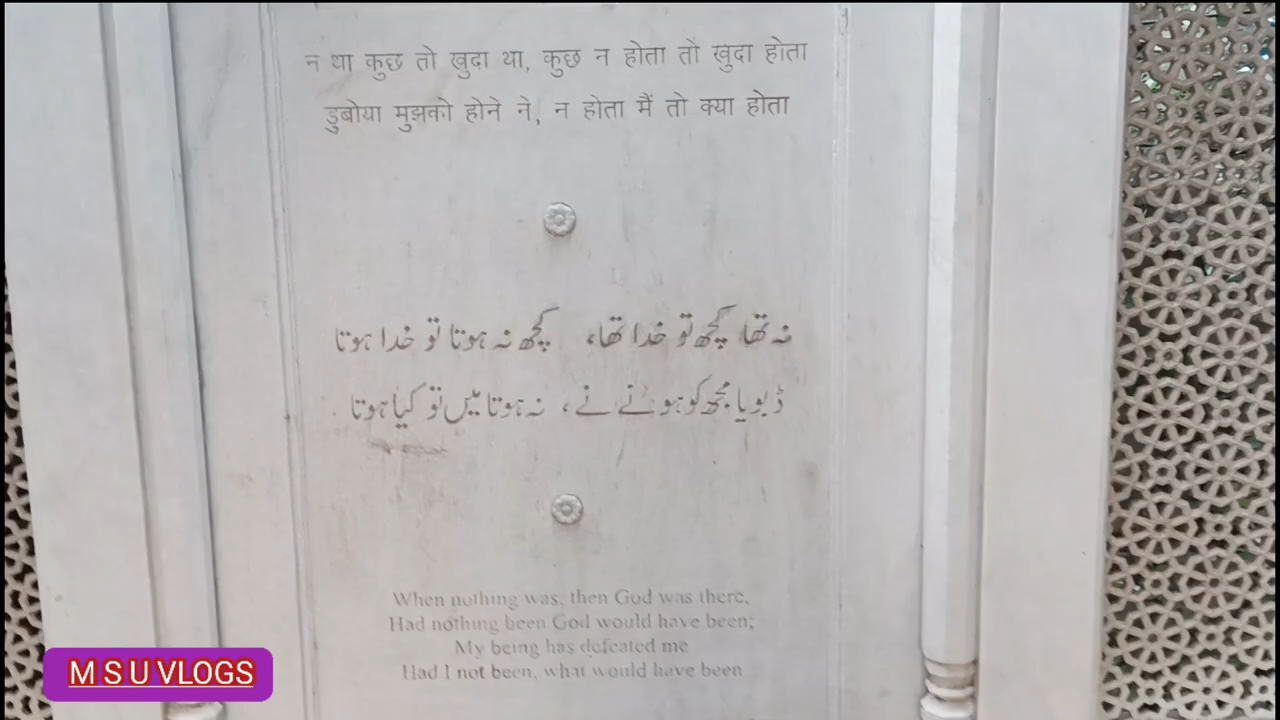 न था कुछ तो खुदा था, कुछ न होता तो खुदा होता
डुबोया मुझको होने ने, न होता मैं तो क्या होता
نہ تھا کچھ تو خدا تھا، کچھ نہ ہوتا تو خدا ہوتا
ڈبویا مجھ کو ہونے نے، نہ ہوتا میں تو کیا ہوتا
When nothing was, then God was there,
Had nothing been God would have been;
My being has defeated me
Had I not been, what would have been
M S U VLOGS